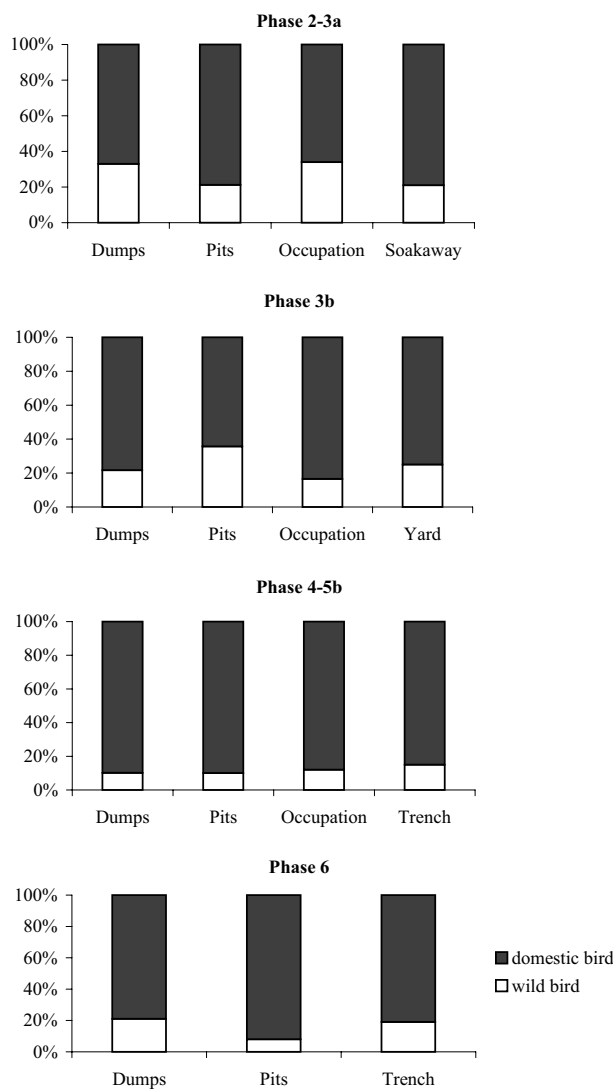 Phase 2-3a
100%
80%
60%
40%
20%
0%
Dumps Pits Occupation Soakaway
Phase 3b
100%
80%
60%
40%
20%
0%
Dumps Pits Occupation Yard
Phase 4-5b
100%
80%
60%
40%
20%
0%
Dumps Pits Occupation Trench
Phase 6
100%
80%
60%
40%
20%
0%
Dumps Pits Trench
domestic bird
wild bird